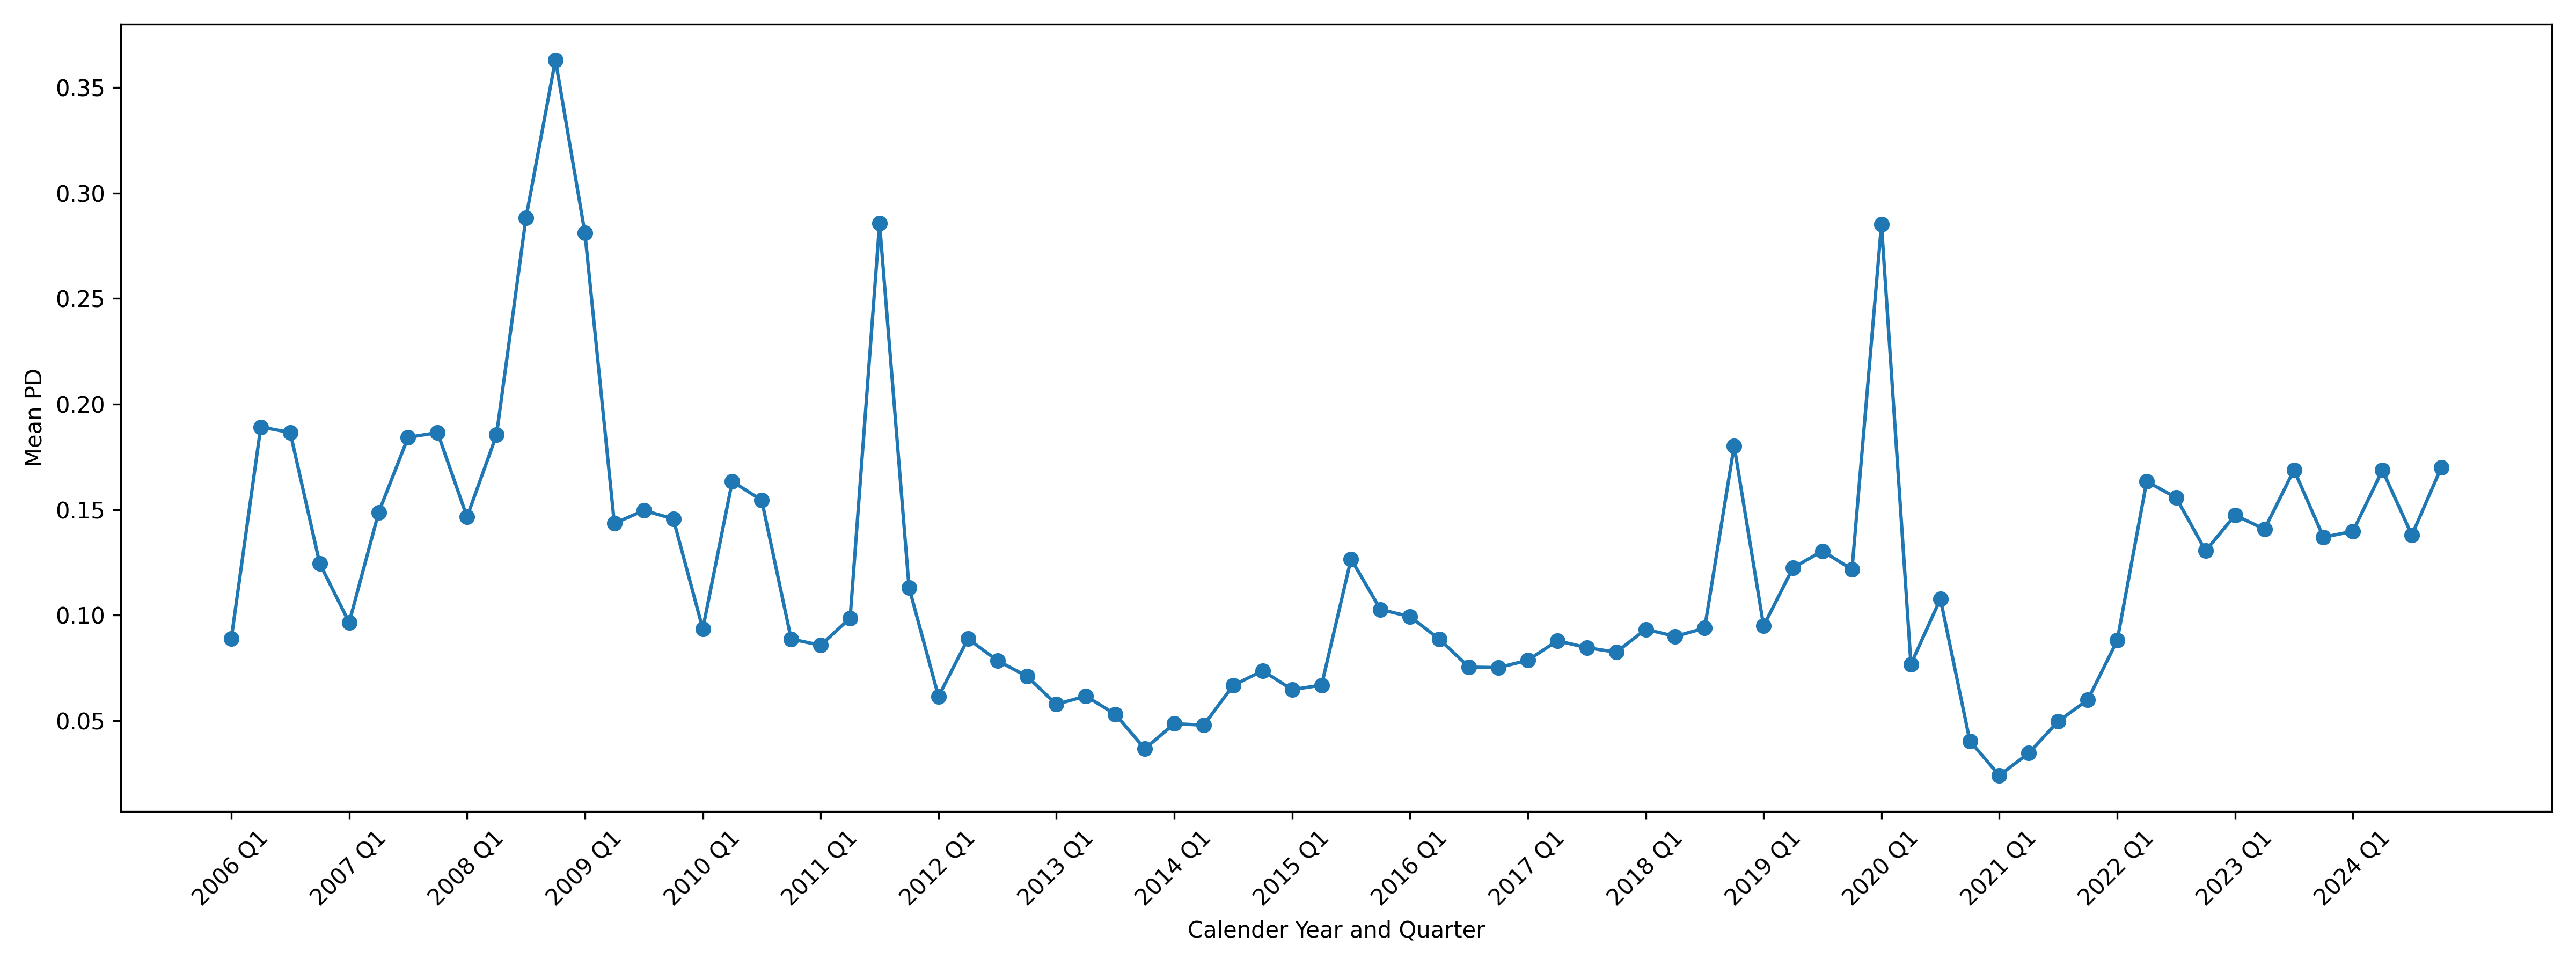 Mean PD
0.35
0.30
0.25
0.20
0.15
0.10
0.05
2006 Q1
2007 Q1
2008 Q1
2009 Q1
2010 Q1
2011 Q1
2012 Q1
2013 Q1
2014 Q1
2015 Q1
2016 Q1
2017 Q1
2018 Q1
2019 Q1
2020 Q1
2021 Q1
2022 Q1
2023 Q1
2024 Q1
Calender Year and Quarter